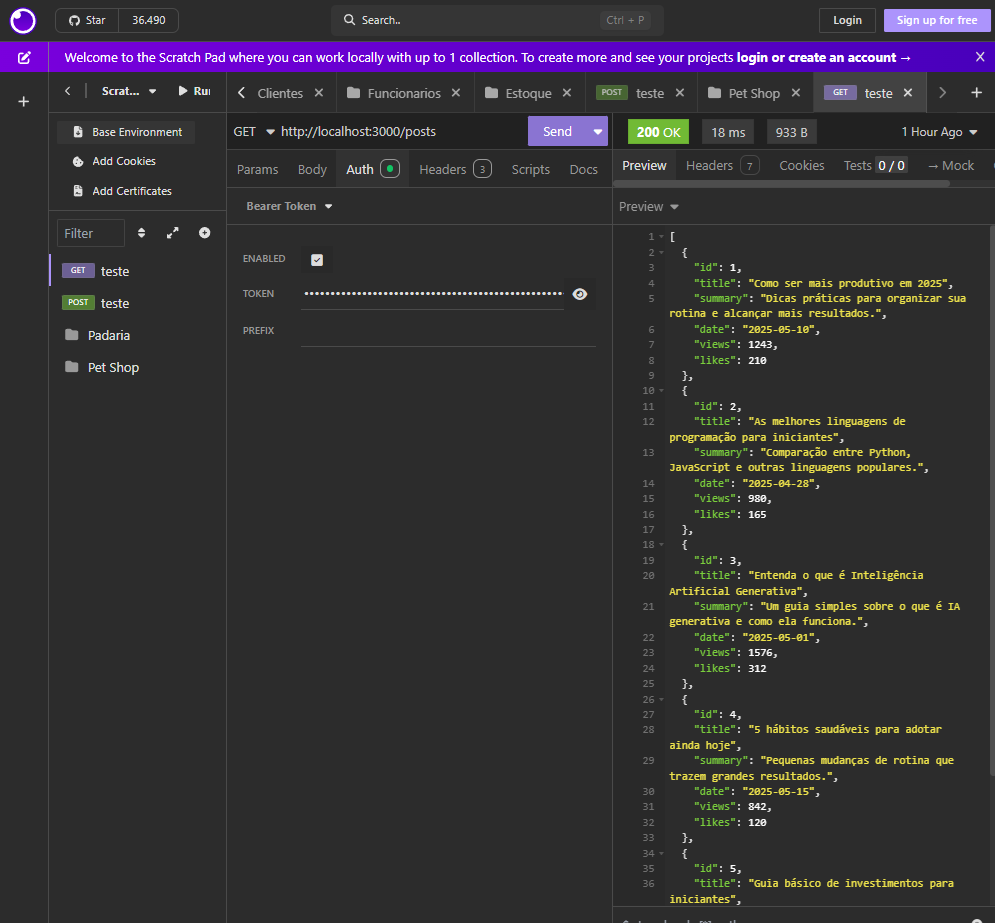 Star 36.490 Search.. Ctrl + P Login Sign up for free
Welcome to the Scratch Pad where you can work locally with up to 1 collection. To create more and see your projects login or create an account →
Scrat... Ru
Base Environment
Add Cookies
Add Certificates
Filter
GET teste
POST teste
Padaria
Pet Shop
Clientes Funcionarios Estoque POST teste Pet Shop GET teste
GET http://localhost:3000/posts Send
Params Body Auth Headers 3 Scripts Docs
Bearer Token
ENABLED
TOKEN ••••••••••••••••••••••••••••••••••••••••••••••••
PREFIX
200 OK 18 ms 933 B 1 Hour Ago
Preview Headers 7 Cookies Tests 0 / 0 → Mock
Preview
1 [
2 {
3 "id": 1,
4 "title": "Como ser mais produtivo em 2025",
5 "summary": "Dicas práticas para organizar sua
rotina e alcançar mais resultados.",
6 "date": "2025-05-10",
7 "views": 1243,
8 "likes": 210
9 },
10 {
11 "id": 2,
12 "title": "As melhores linguagens de
programação para iniciantes",
13 "summary": "Comparação entre Python,
JavaScript e outras linguagens populares.",
14 "date": "2025-04-28",
15 "views": 980,
16 "likes": 165
17 },
18 {
19 "id": 3,
20 "title": "Entenda o que é Inteligência
Artificial Generativa",
21 "summary": "Um guia simples sobre o que é IA
generativa e como ela funciona.",
22 "date": "2025-05-01",
23 "views": 1576,
24 "likes": 312
25 },
26 {
27 "id": 4,
28 "title": "5 hábitos saudáveis para adotar
ainda hoje",
29 "summary": "Pequenas mudanças de rotina que
trazem grandes resultados.",
30 "date": "2025-05-15",
31 "views": 842,
32 "likes": 120
33 },
34 {
35 "id": 5,
36 "title": "Guia básico de investimentos para
iniciantes",